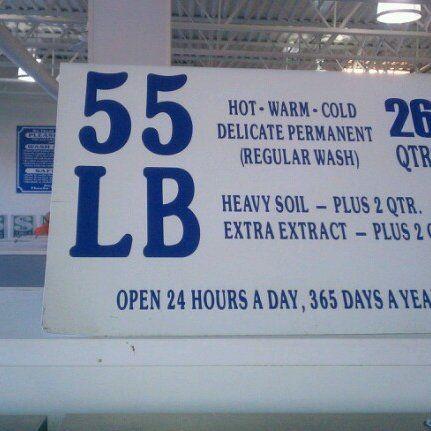 55
LB
HOT - WARM - COLD
DELICATE PERMANENT
(REGULAR WASH)
26
QTR
HEAVY SOIL — PLUS 2 QTR.
EXTRA EXTRACT — PLUS 2
OPEN 24 HOURS A DAY, 365 DAYS A YEA